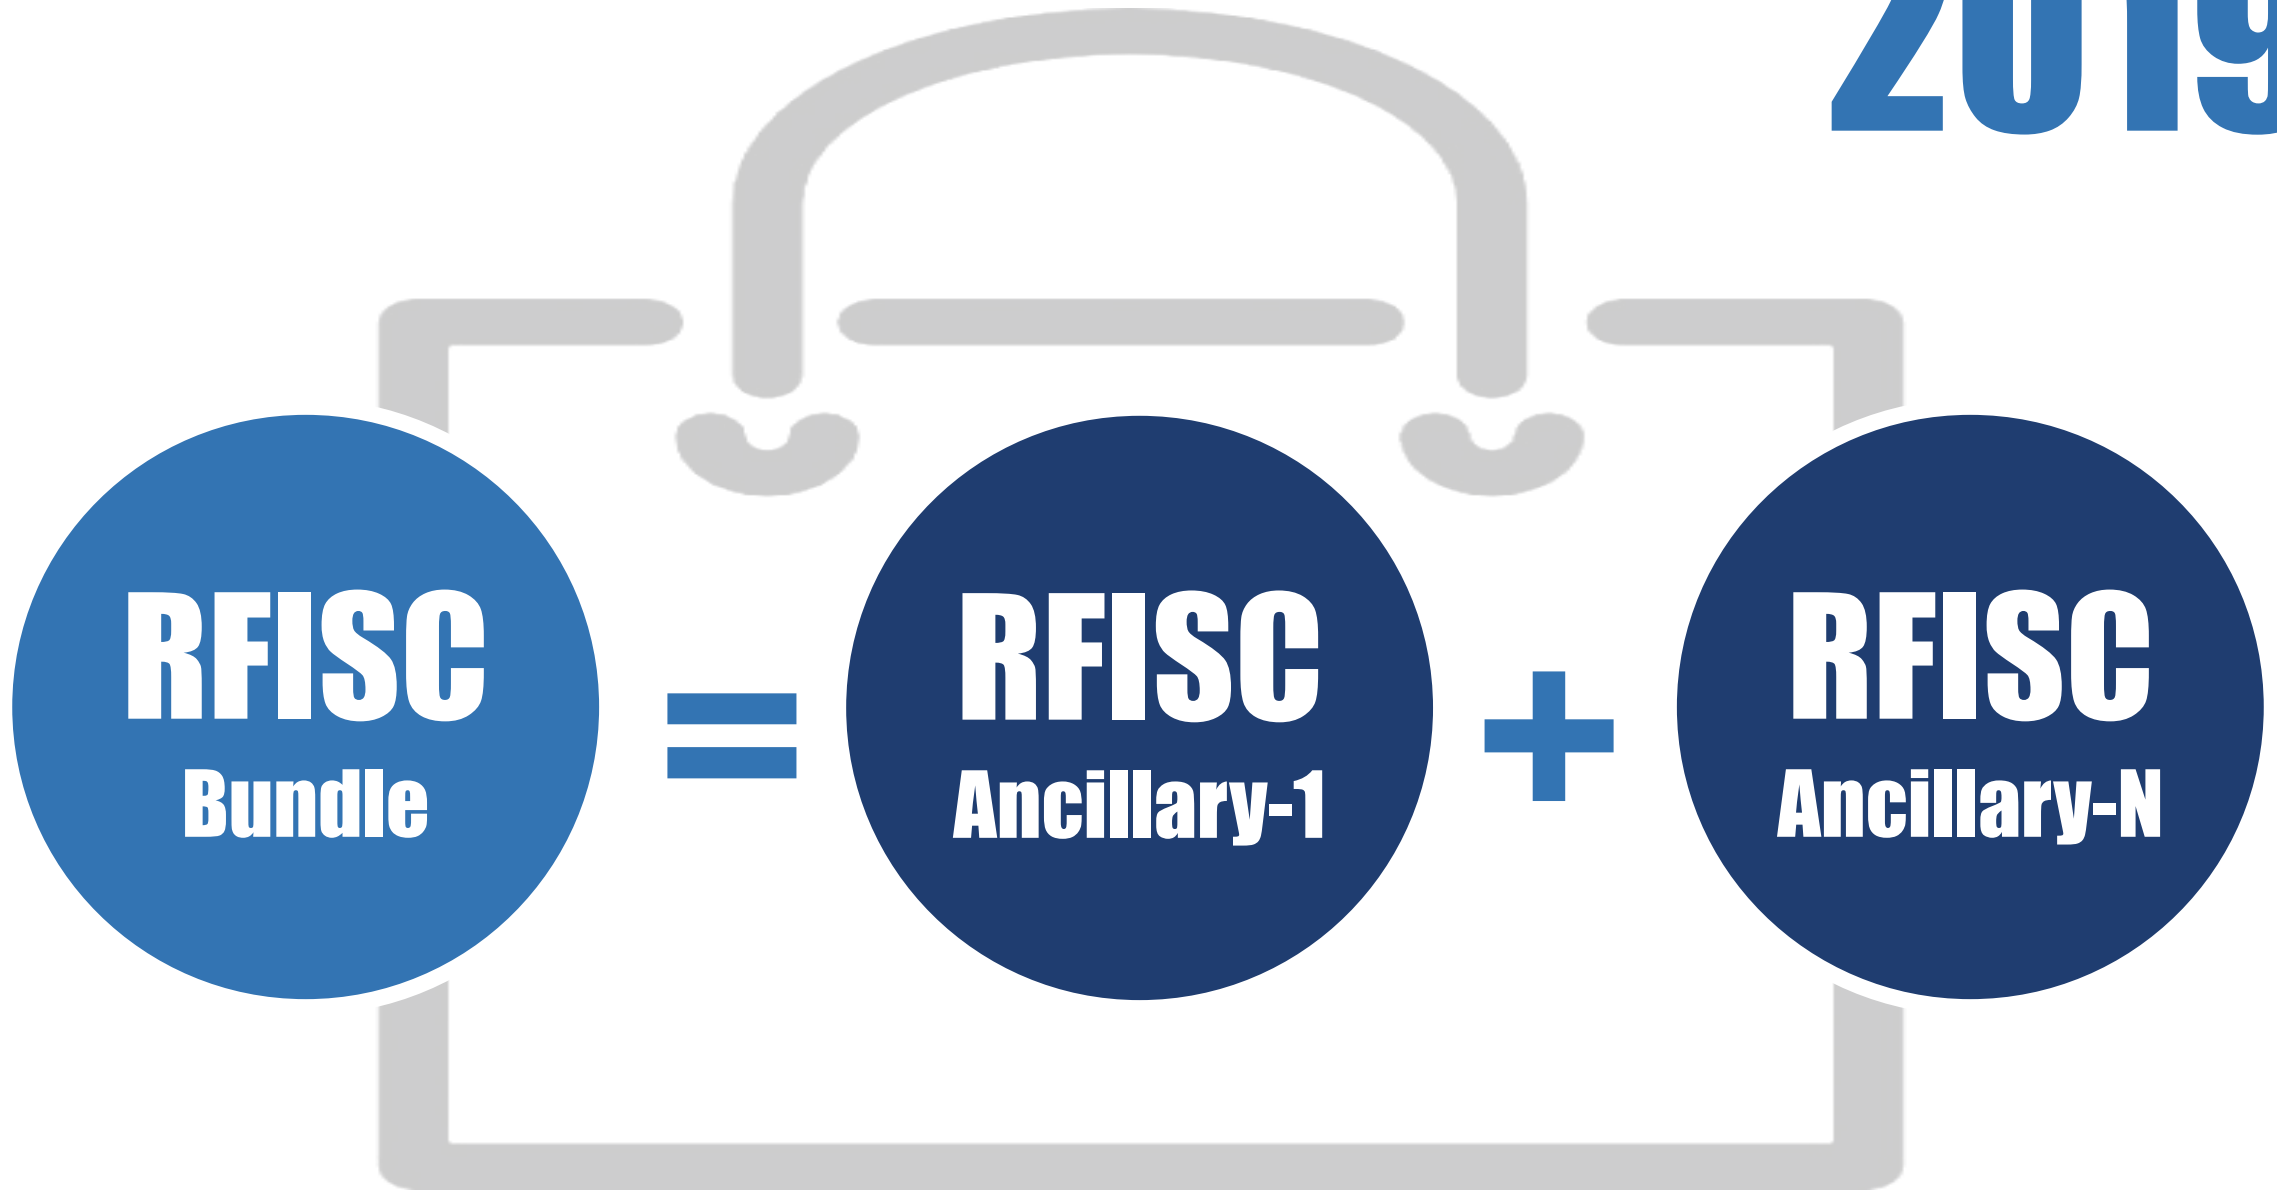 2019
RFISC
Bundle
=
RFISC
Ancillary-1
+
RFISC
Ancillary-N